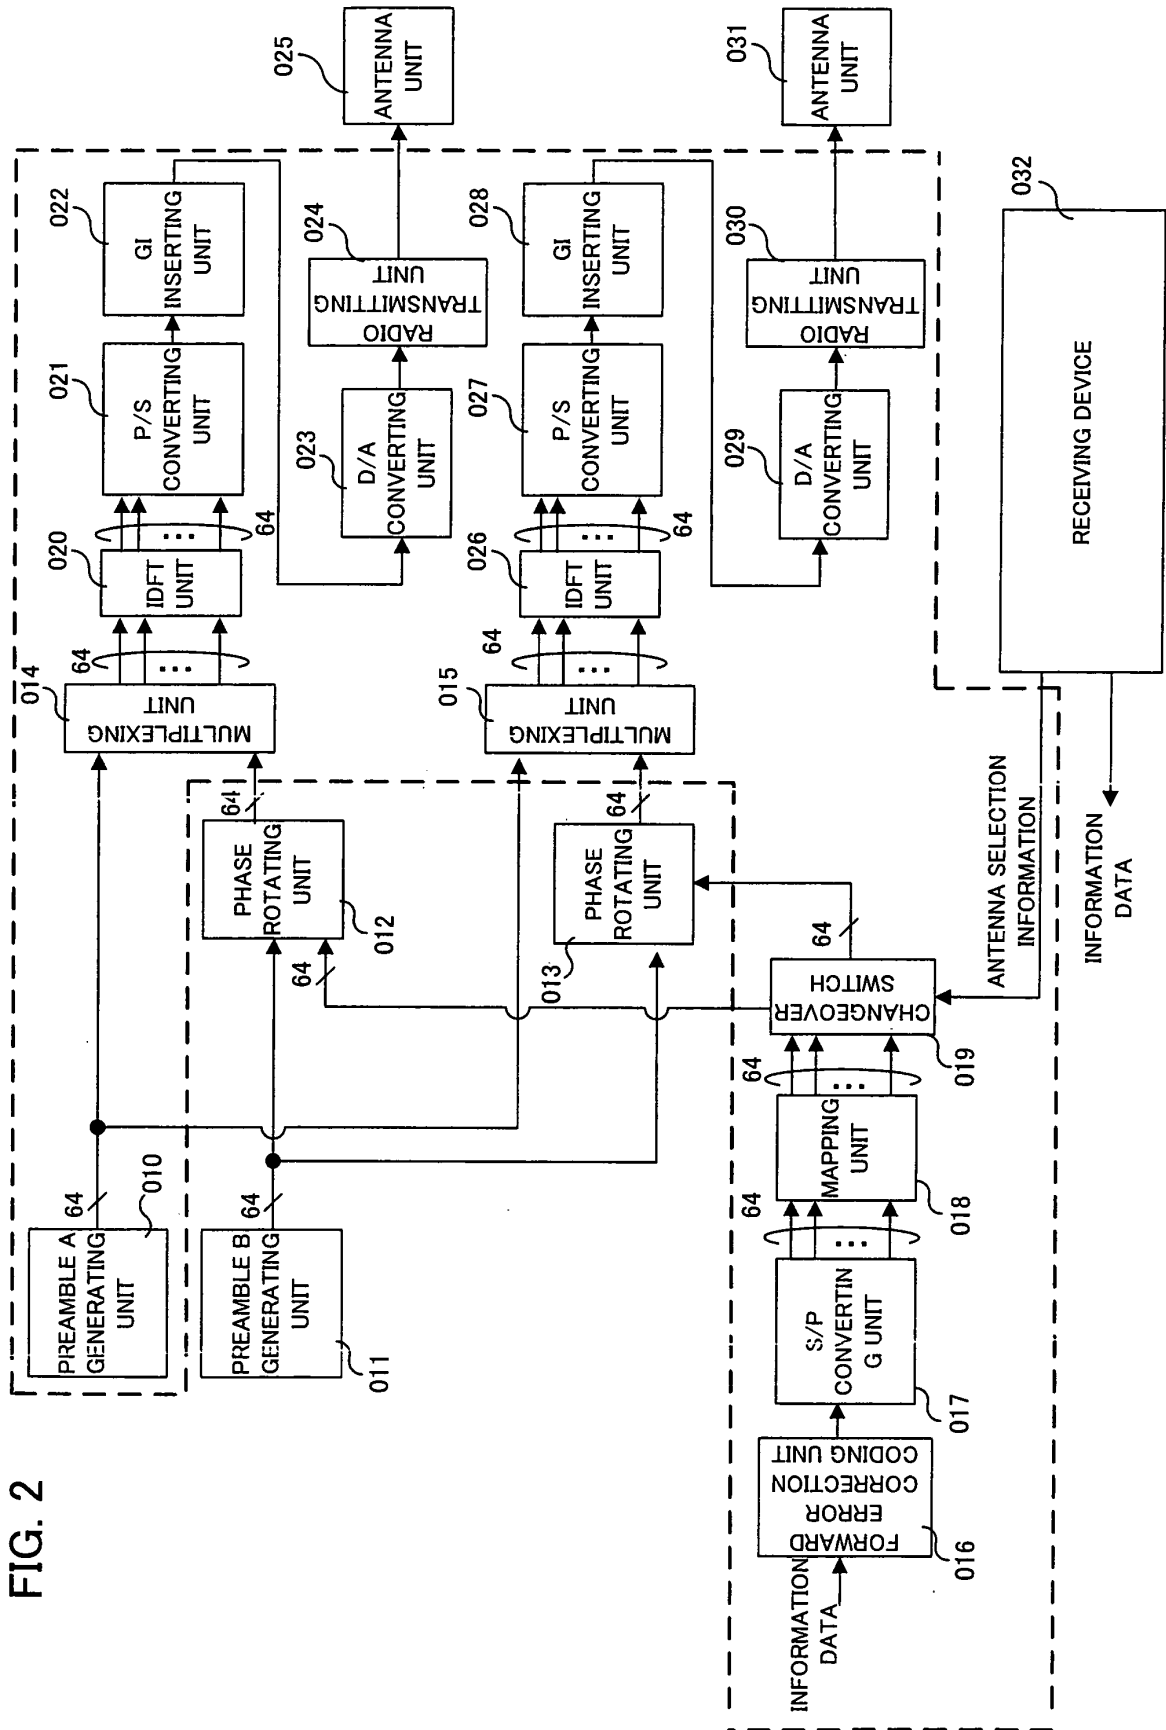 FIG. 2
PREAMBLE A
GENERATING
UNIT
010
64
PREAMBLE B
GENERATING
UNIT
011
64
PHASE
ROTATING
UNIT
012
64
64
PHASE
ROTATING
UNIT
013
64
64
MULTIPLEXING
UNIT
014
64
IDFT
UNIT
020
64
P/S
CONVERTING
UNIT
021
GI
INSERTING
UNIT
022
D/A
CONVERTING
UNIT
023
RADIO
TRANSMITTING
UNIT
024
ANTENNA
UNIT
025
MULTIPLEXING
UNIT
015
64
IDFT
UNIT
026
64
P/S
CONVERTING
UNIT
027
GI
INSERTING
UNIT
028
D/A
CONVERTING
UNIT
029
RADIO
TRANSMITTING
UNIT
030
ANTENNA
UNIT
031
INFORMATION
DATA
FORWARD
ERROR
CORRECTION
CODING UNIT
016
S/P
CONVERTIN
G UNIT
017
64
MAPPING
UNIT
018
64
CHANGEOVER
SWITCH
019
ANTENNA SELECTION
INFORMATION
INFORMATION
DATA
RECEIVING DEVICE
032